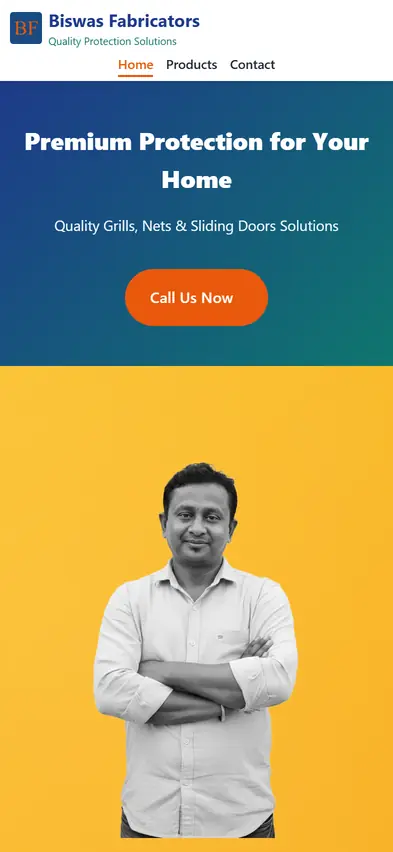 BF
Biswas Fabricators
Quality Protection Solutions
Home Products Contact
Premium Protection for Your
Home
Quality Grills, Nets & Sliding Doors Solutions
Call Us Now